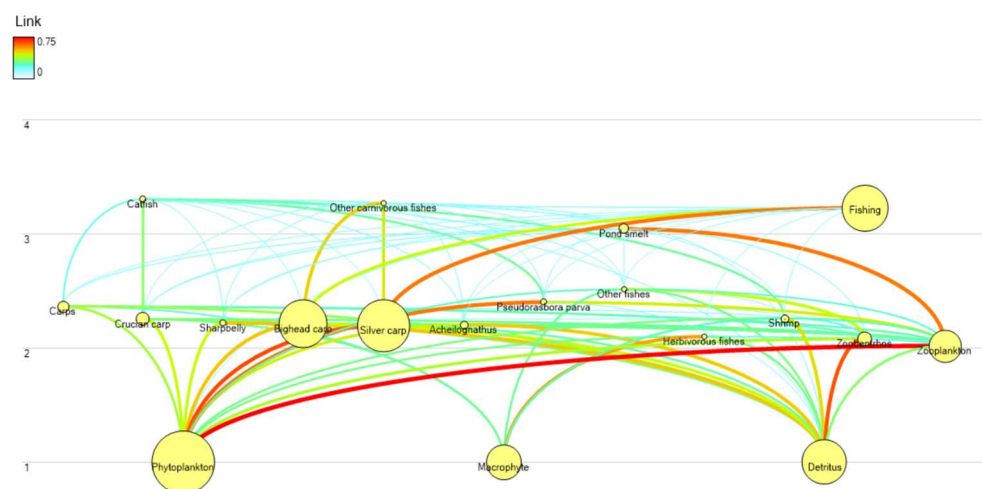 Link
0.75
0
4
Catfish
Other carnivorous fishes
Fishing
Pond smelt
3
Other fishes
Pseudorasbora parva
Carps
Crucian carp
Sharpbelly
Bighead carp
Silver carp
Acheilognathus
Shrimp
Herbivorous fishes
Zoobenthos
Zooplankton
2
Phytoplankton
Macrophyte
Detritus
1